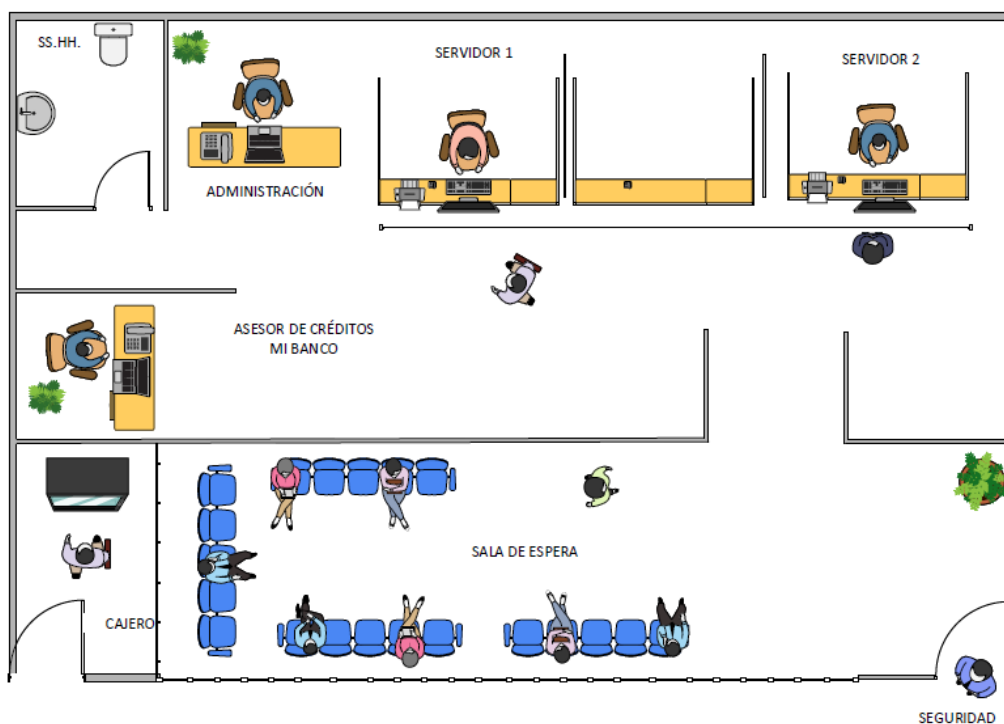 SS.HH.
SERVIDOR 1
SERVIDOR 2
ADMINISTRACIÓN
ASESOR DE CRÉDITOS
MI BANCO
SALA DE ESPERA
CAJERO
SEGURIDAD